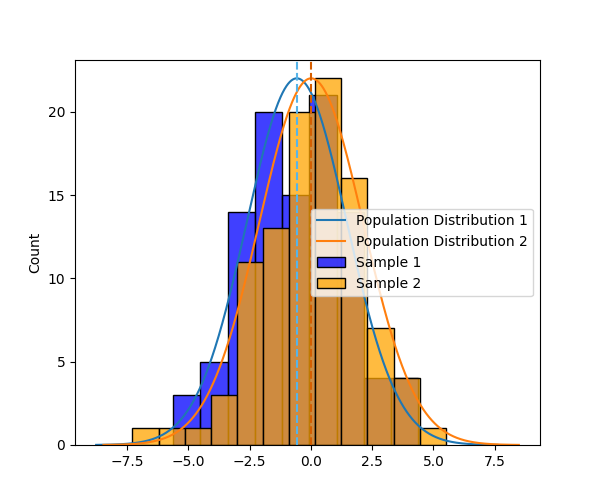 Count
20
15
10
5
0
−7.5
−5.0
−2.5
0.0
2.5
5.0
7.5
Population Distribution 1
Population Distribution 2
Sample 1
Sample 2